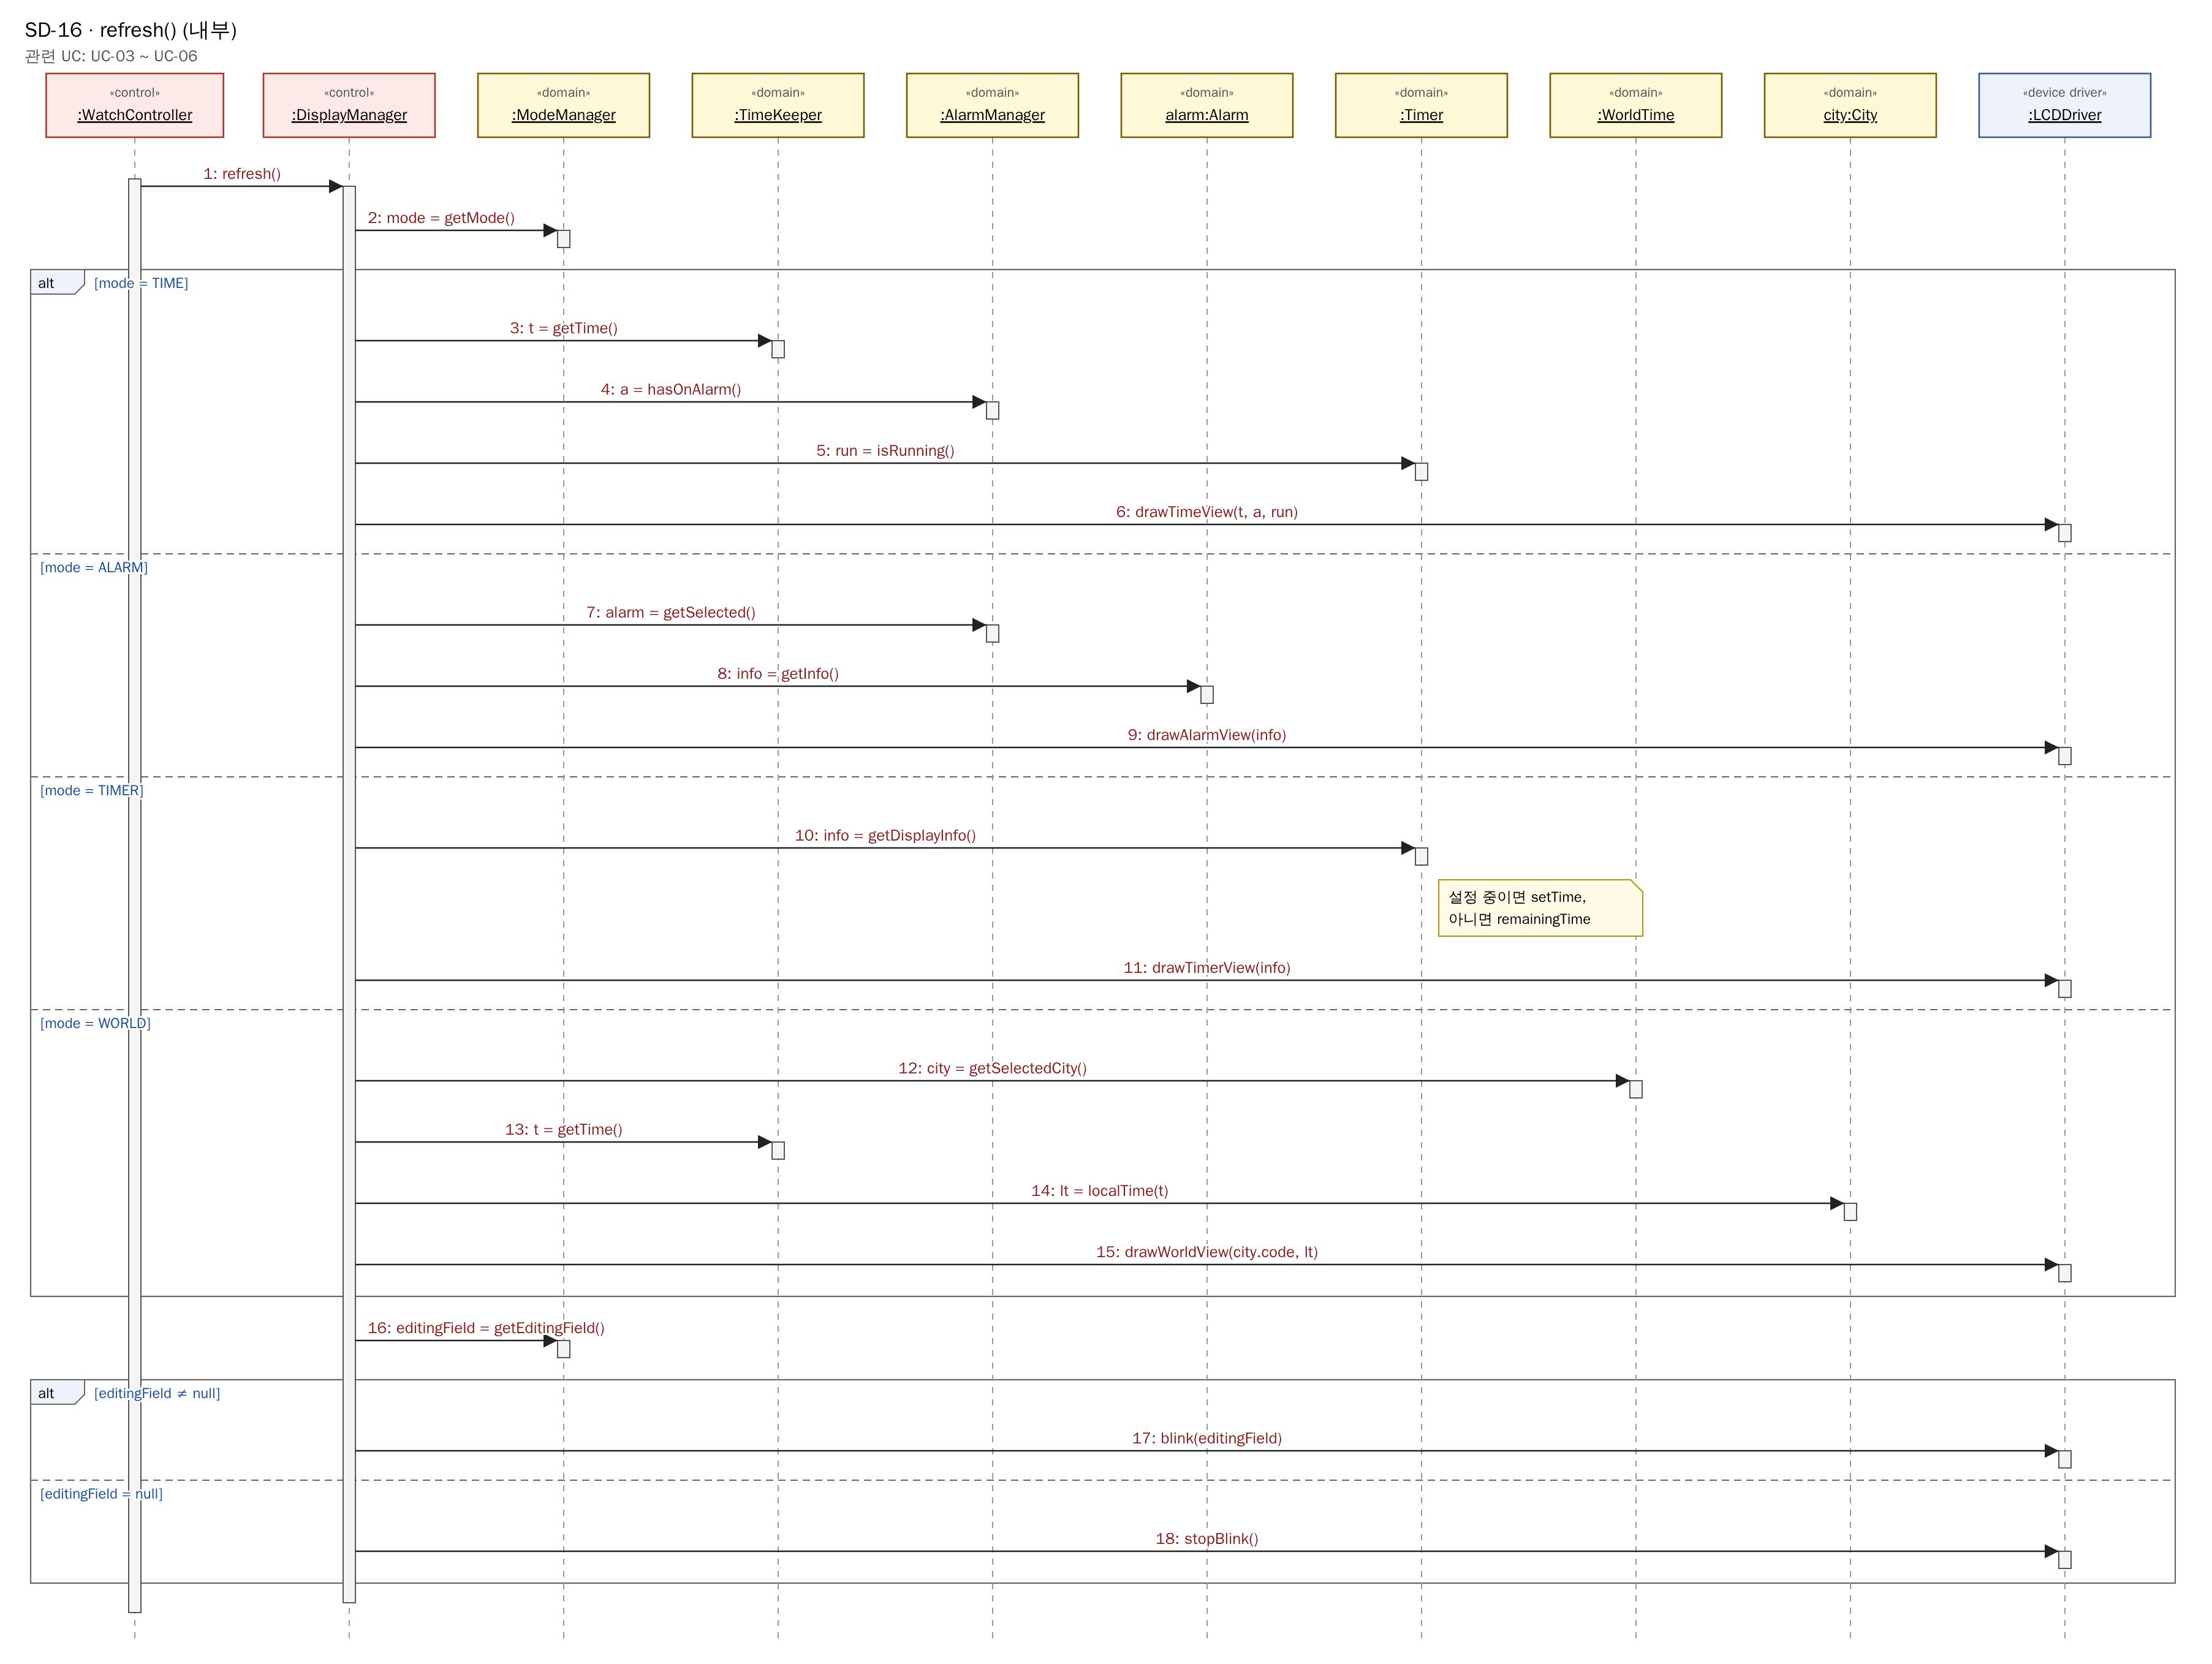 SD-16 · refresh() (내부)
관련 UC: UC-03 ~ UC-06
«control»
:WatchController
«control»
:DisplayManager
«domain»
:ModeManager
«domain»
:TimeKeeper
«domain»
:AlarmManager
«domain»
alarm:Alarm
«domain»
:Timer
«domain»
:WorldTime
«domain»
city:City
«device driver»
:LCDDriver
1: refresh()
2: mode = getMode()
alt [mode = TIME]
3: t = getTime()
4: a = hasOnAlarm()
5: run = isRunning()
6: drawTimeView(t, a, run)
[mode = ALARM]
7: alarm = getSelected()
8: info = getInfo()
9: drawAlarmView(info)
[mode = TIMER]
10: info = getDisplayInfo()
설정 중이면 setTime,
아니면 remainingTime
11: drawTimerView(info)
[mode = WORLD]
12: city = getSelectedCity()
13: t = getTime()
14: lt = localTime(t)
15: drawWorldView(city.code, lt)
16: editingField = getEditingField()
alt [editingField ≠ null]
17: blink(editingField)
[editingField = null]
18: stopBlink()